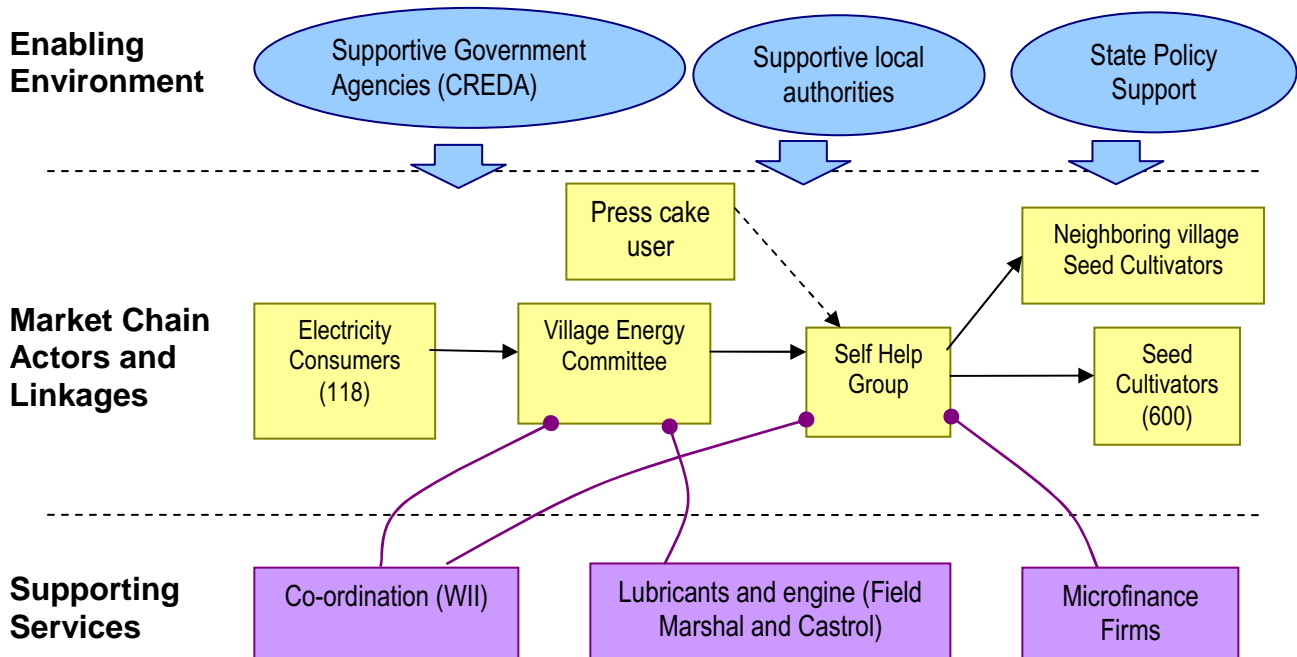 Enabling
Environment
Supportive Government
Agencies (CREDA)
Supportive local
authorities
State Policy
Support
Press cake
user
Neighboring village
Seed Cultivators
Market Chain
Actors and
Linkages
Electricity
Consumers
(118)
Village Energy
Committee
Self Help
Group
Seed
Cultivators
(600)
Supporting
Services
Co-ordination (WII)
Lubricants and engine (Field
Marshal and Castrol)
Microfinance
Firms